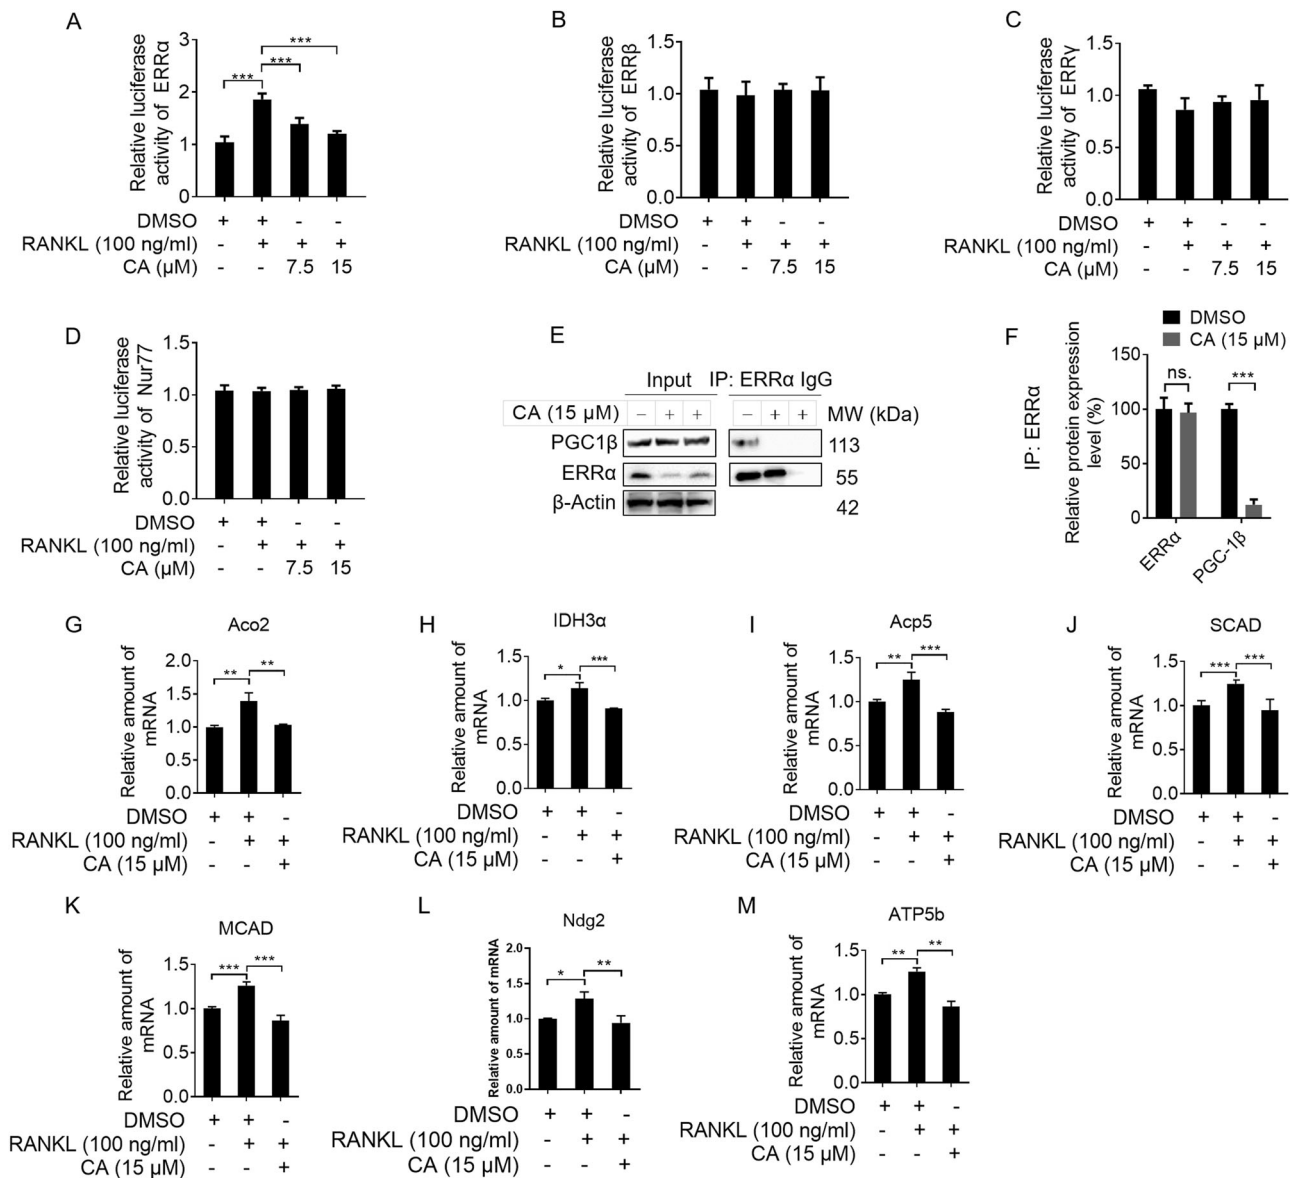 A
Relative luciferase
activity of ERRα
3
2
1
0
***
***
***
DMSO + + - -
RANKL (100 ng/ml) - + + +
CA (μM) - - 7.5 15
B
Relative luciferase
activity of ERRβ
1.5
1.0
0.5
0.0
DMSO + + - -
RANKL (100 ng/ml) - + + +
CA (μM) - - 7.5 15
C
Relative luciferase
activity of ERRγ
1.5
1.0
0.5
0.0
DMSO + + - -
RANKL (100 ng/ml) - + + +
CA (μM) - - 7.5 15
D
Relative luciferase
activity of Nur77
1.5
1.0
0.5
0.0
DMSO + + - -
RANKL (100 ng/ml) - + + +
CA (μM) - - 7.5 15
E
Input IP: ERRα IgG
CA (15 μM) − + + − + + MW (kDa)
PGC1β 113
ERRα 55
β-Actin 42
F
DMSO
CA (15 μM)
IP: ERRα
Relative protein expression
level (%)
150
100
50
0
ns.
***
ERRα
PGC-1β
G
Aco2
Relative amount of
mRNA
2.0
1.5
1.0
0.5
0.0
** **
DMSO + + -
RANKL (100 ng/ml) - + +
CA (15 μM) - - +
H
IDH3α
Relative amount of
mRNA
1.5
1.0
0.5
0.0
* ***
DMSO + + -
RANKL (100 ng/ml) - + +
CA (15 μM) - - +
I
Acp5
Relative amount of
mRNA
1.5
1.0
0.5
0.0
** ***
DMSO + + -
RANKL (100 ng/ml) - + +
CA (15 μM) - - +
J
SCAD
Relative amount of
mRNA
1.5
1.0
0.5
0.0
*** ***
DMSO + + -
RANKL (100 ng/ml) - + +
CA (15 μM) - - +
K
MCAD
Relative amount of
mRNA
1.5
1.0
0.5
0.0
*** ***
DMSO + + -
RANKL (100 ng/ml) - + +
CA (15 μM) - - +
L
Ndg2
Relative amount of mRNA
2.0
1.5
1.0
0.5
0.0
* **
DMSO + + -
RANKL (100 ng/ml) - + +
CA (15 μM) - - +
M
ATP5b
Relative amount of
mRNA
1.5
1.0
0.5
0.0
** **
DMSO + + -
RANKL (100 ng/ml) - + +
CA (15 μM) - - +